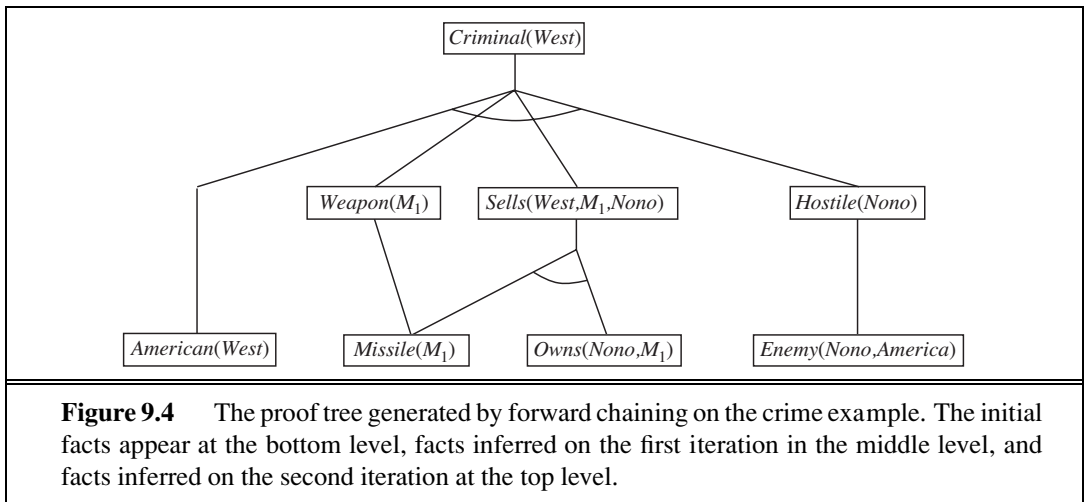 Criminal(West)
Weapon(M₁) Sells(West,M₁,Nono) Hostile(Nono)
American(West) Missile(M₁) Owns(Nono,M₁) Enemy(Nono,America)
Figure 9.4 The proof tree generated by forward chaining on the crime example. The initial
facts appear at the bottom level, facts inferred on the first iteration in the middle level, and
facts inferred on the second iteration at the top level.